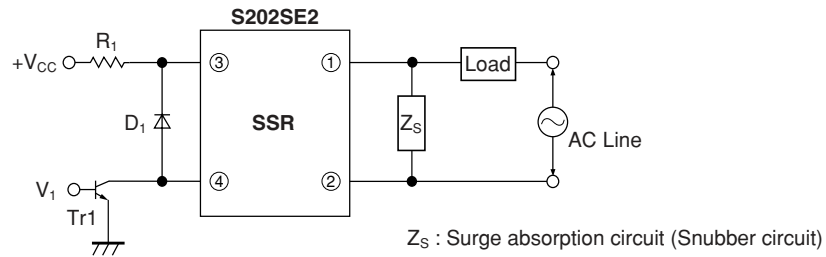 S202SE2
R1
+VCC
③
①
Load
D1
SSR
ZS
AC Line
V1
④
②
Tr1
ZS : Surge absorption circuit (Snubber circuit)